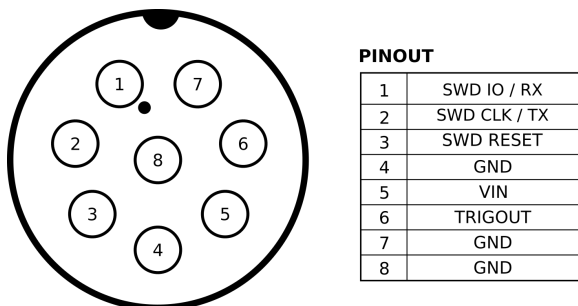 1 7
2 8 6
3 5
4
PINOUT
1 SWD IO / RX
2 SWD CLK / TX
3 SWD RESET
4 GND
5 VIN
6 TRIGOUT
7 GND
8 GND